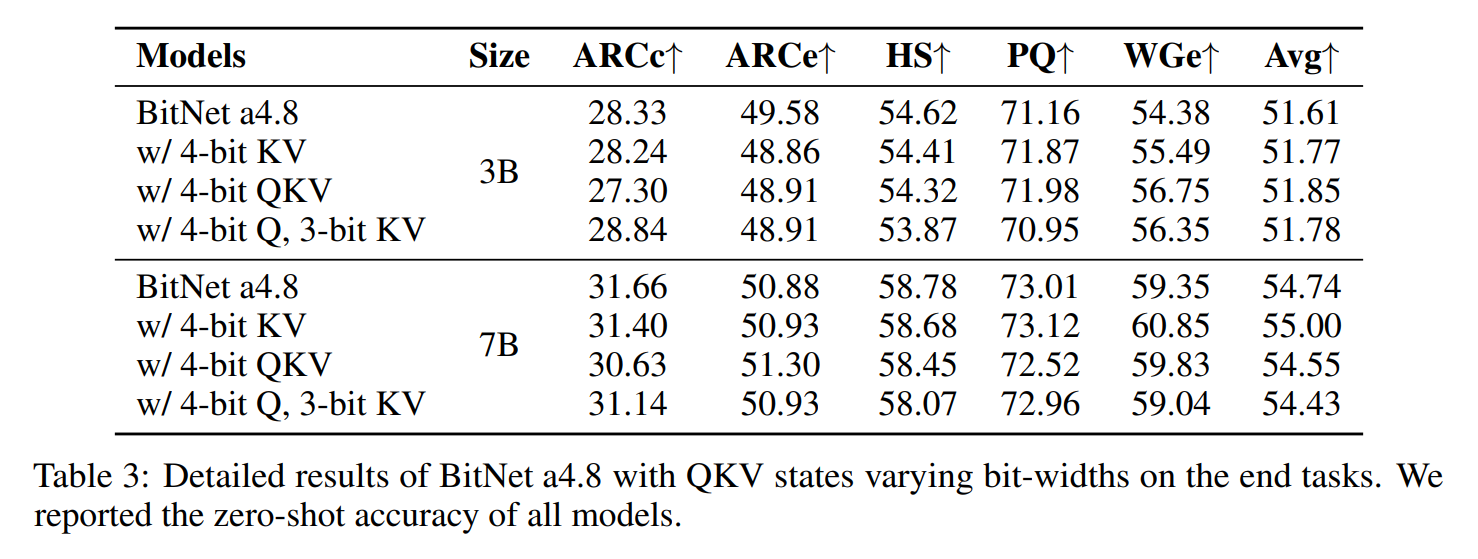 Models Size ARCc↑ ARCe↑ HS↑ PQ↑ WGe↑ Avg↑
BitNet a4.8 28.33 49.58 54.62 71.16 54.38 51.61
w/ 4-bit KV 28.24 48.86 54.41 71.87 55.49 51.77
3B
w/ 4-bit QKV 27.30 48.91 54.32 71.98 56.75 51.85
w/ 4-bit Q, 3-bit KV 28.84 48.91 53.87 70.95 56.35 51.78
BitNet a4.8 31.66 50.88 58.78 73.01 59.35 54.74
w/ 4-bit KV 31.40 50.93 58.68 73.12 60.85 55.00
7B
w/ 4-bit QKV 30.63 51.30 58.45 72.52 59.83 54.55
w/ 4-bit Q, 3-bit KV 31.14 50.93 58.07 72.96 59.04 54.43
Table 3: Detailed results of BitNet a4.8 with QKV states varying bit-widths on the end tasks. We
reported the zero-shot accuracy of all models.